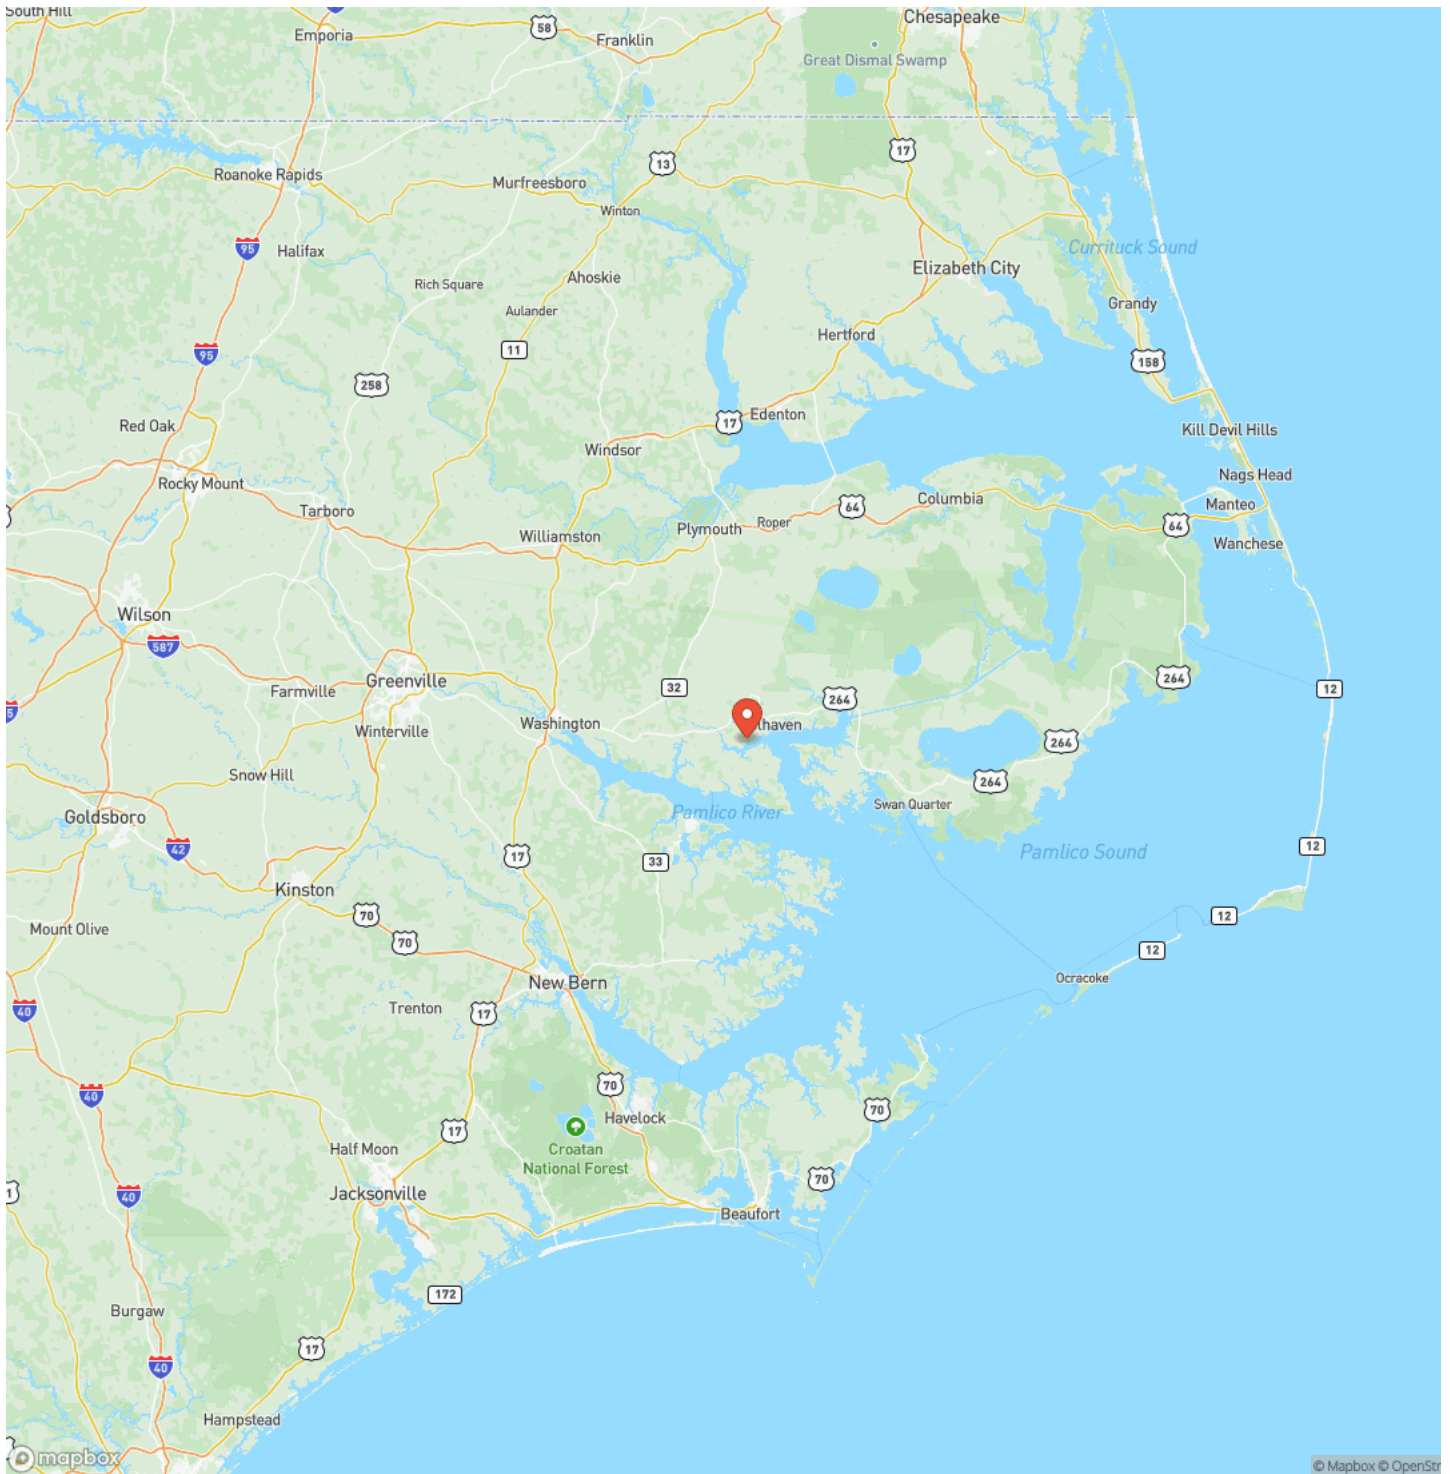 South Hill
Emporia
58
Franklin
Chesapeake
Great Dismal Swamp
17
13
Roanoke Rapids
Murfreesboro
Winton
95
Halifax
Currituck Sound
Elizabeth City
Ahoskie
Rich Square
Grandy
Aulander
Hertford
11
95
158
258
Edenton
17
Red Oak
Kill Devil Hills
Windsor
Nags Head
Rocky Mount
Columbia
Manteo
64
Tarboro
Roper
Plymouth
64
Williamston
Wanchese
Wilson
587
Greenville
264
32
12
Farmville
264
5
Washington
lhaven
Winterville
264
Snow Hill
264
Swan Quarter
Pamlico River
Goldsboro
12
42
Pamlico Sound
17
33
Kinston
70
12
Mount Olive
70
12
New Bern
Ocracoke
Trenton
17
40
70
40
70
Havelock
17
Croatan
National Forest
Half Moon
70
Jacksonville
1
40
Beaufort
172
Burgaw
17
40
Hampstead
mapbox
© Mapbox © OpenStr